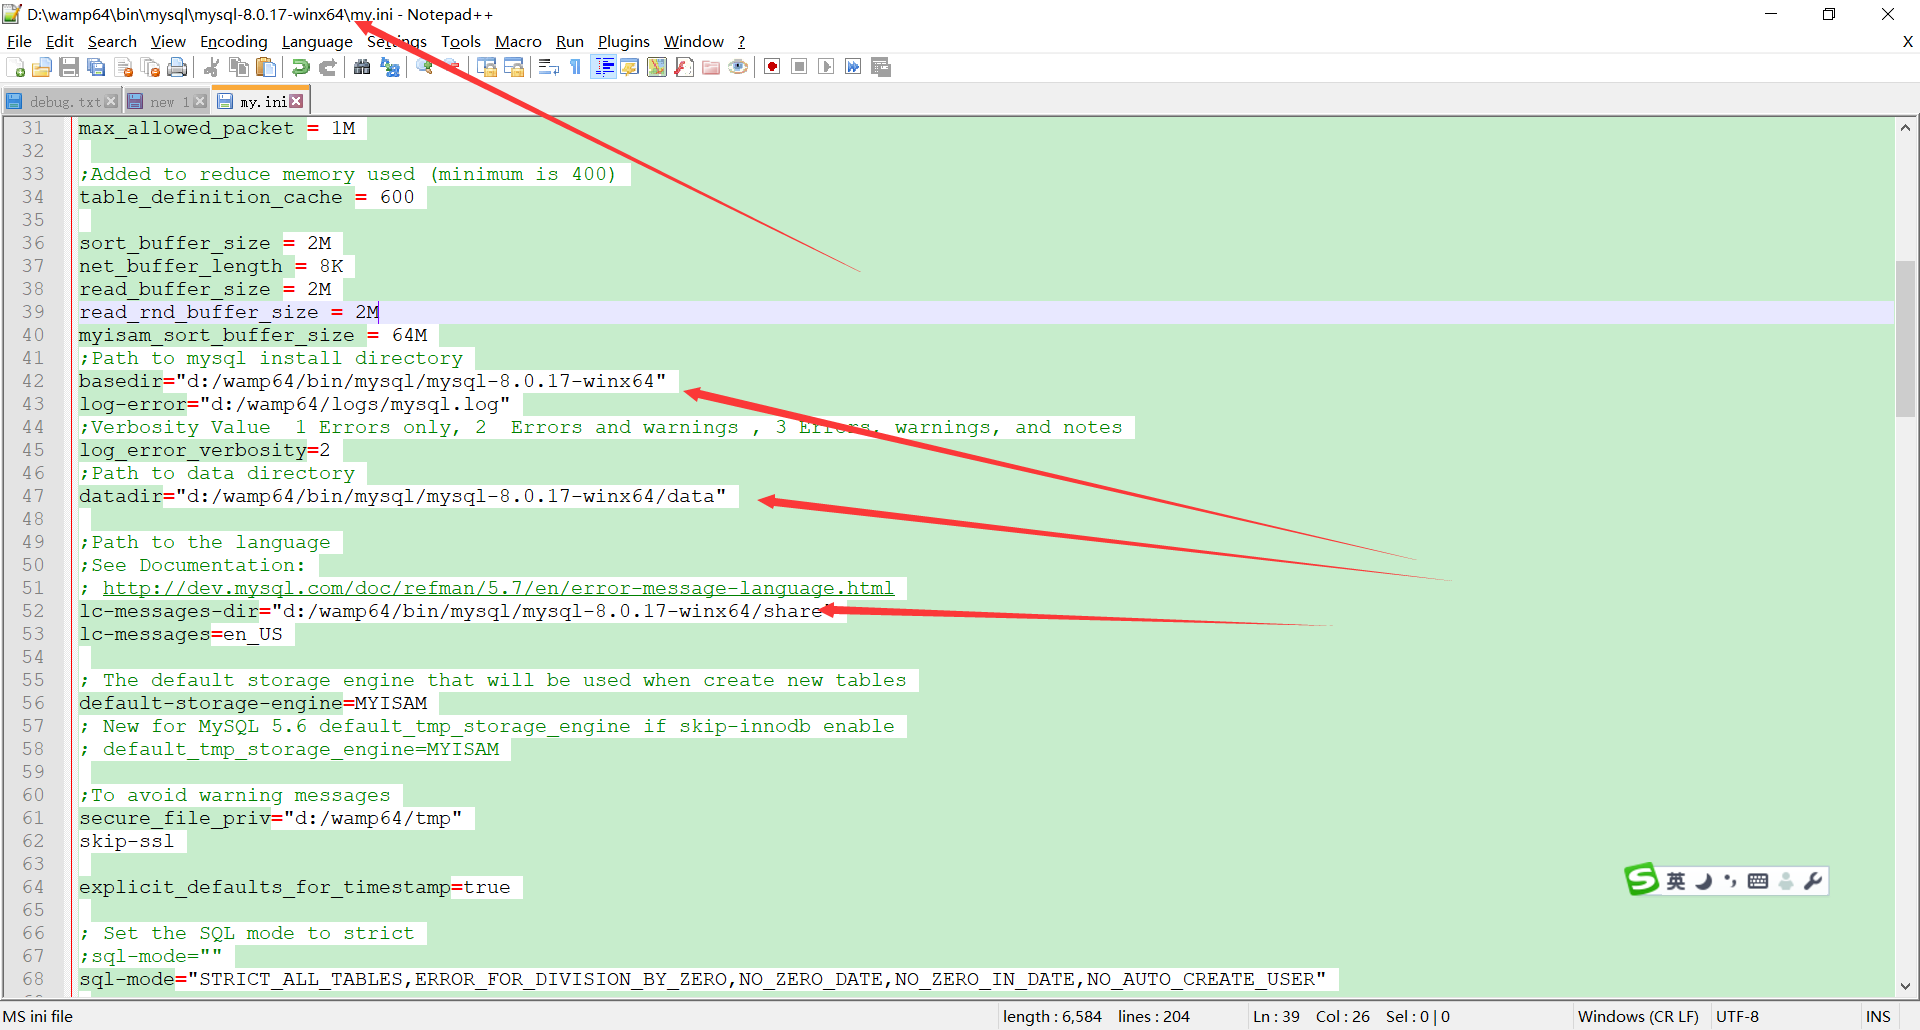 D:\wamp64\bin\mysql\mysql-8.0.17-winx64\my.ini - Notepad++
File Edit Search View Encoding Language Settings Tools Macro Run Plugins Window ?
X
debug.txt new 1 my.ini
31 max_allowed_packet = 1M
32
33 ;Added to reduce memory used (minimum is 400)
34 table_definition_cache = 600
35
36 sort_buffer_size = 2M
37 net_buffer_length = 8K
38 read_buffer_size = 2M
39 read_rnd_buffer_size = 2M
40 myisam_sort_buffer_size = 64M
41 ;Path to mysql install directory
42 basedir="d:/wamp64/bin/mysql/mysql-8.0.17-winx64"
43 log-error="d:/wamp64/logs/mysql.log"
44 ;Verbosity Value  1 Errors only, 2  Errors and warnings , 3 Errors, warnings, and notes
45 log_error_verbosity=2
46 ;Path to data directory
47 datadir="d:/wamp64/bin/mysql/mysql-8.0.17-winx64/data"
48
49 ;Path to the language
50 ;See Documentation:
51 ; http://dev.mysql.com/doc/refman/5.7/en/error-message-language.html
52 lc-messages-dir="d:/wamp64/bin/mysql/mysql-8.0.17-winx64/share"
53 lc-messages=en_US
54
55 ; The default storage engine that will be used when create new tables
56 default-storage-engine=MYISAM
57 ; New for MySQL 5.6 default_tmp_storage_engine if skip-innodb enable
58 ; default_tmp_storage_engine=MYISAM
59
60 ;To avoid warning messages
61 secure_file_priv="d:/wamp64/tmp"
62 skip-ssl
63
64 explicit_defaults_for_timestamp=true
65
66 ; Set the SQL mode to strict
67 ;sql-mode=""
68 sql-mode="STRICT_ALL_TABLES,ERROR_FOR_DIVISION_BY_ZERO,NO_ZERO_DATE,NO_ZERO_IN_DATE,NO_AUTO_CREATE_USER"
英
MS ini file length : 6,584 lines : 204 Ln : 39 Col : 26 Sel : 0 | 0 Windows (CR LF) UTF-8 INS